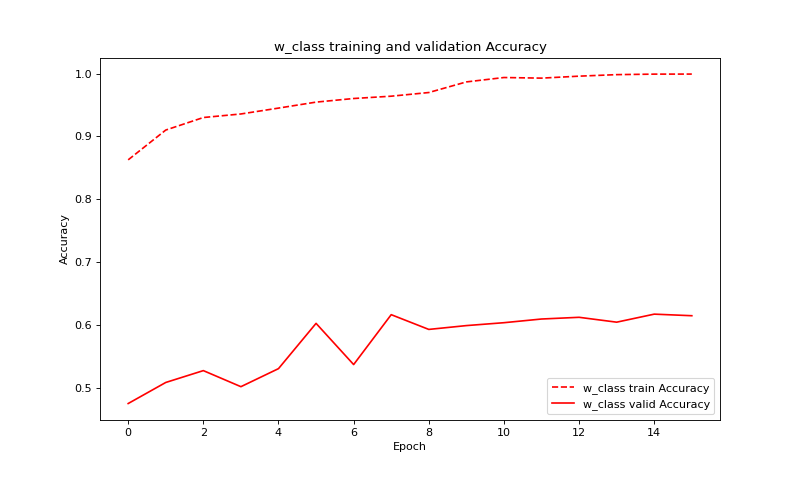 w_class training and validation Accuracy
1.0
0.9
0.8
0.7
0.6
0.5
Accuracy
0 2 4 6 8 10 12 14
Epoch
w_class train Accuracy
w_class valid Accuracy